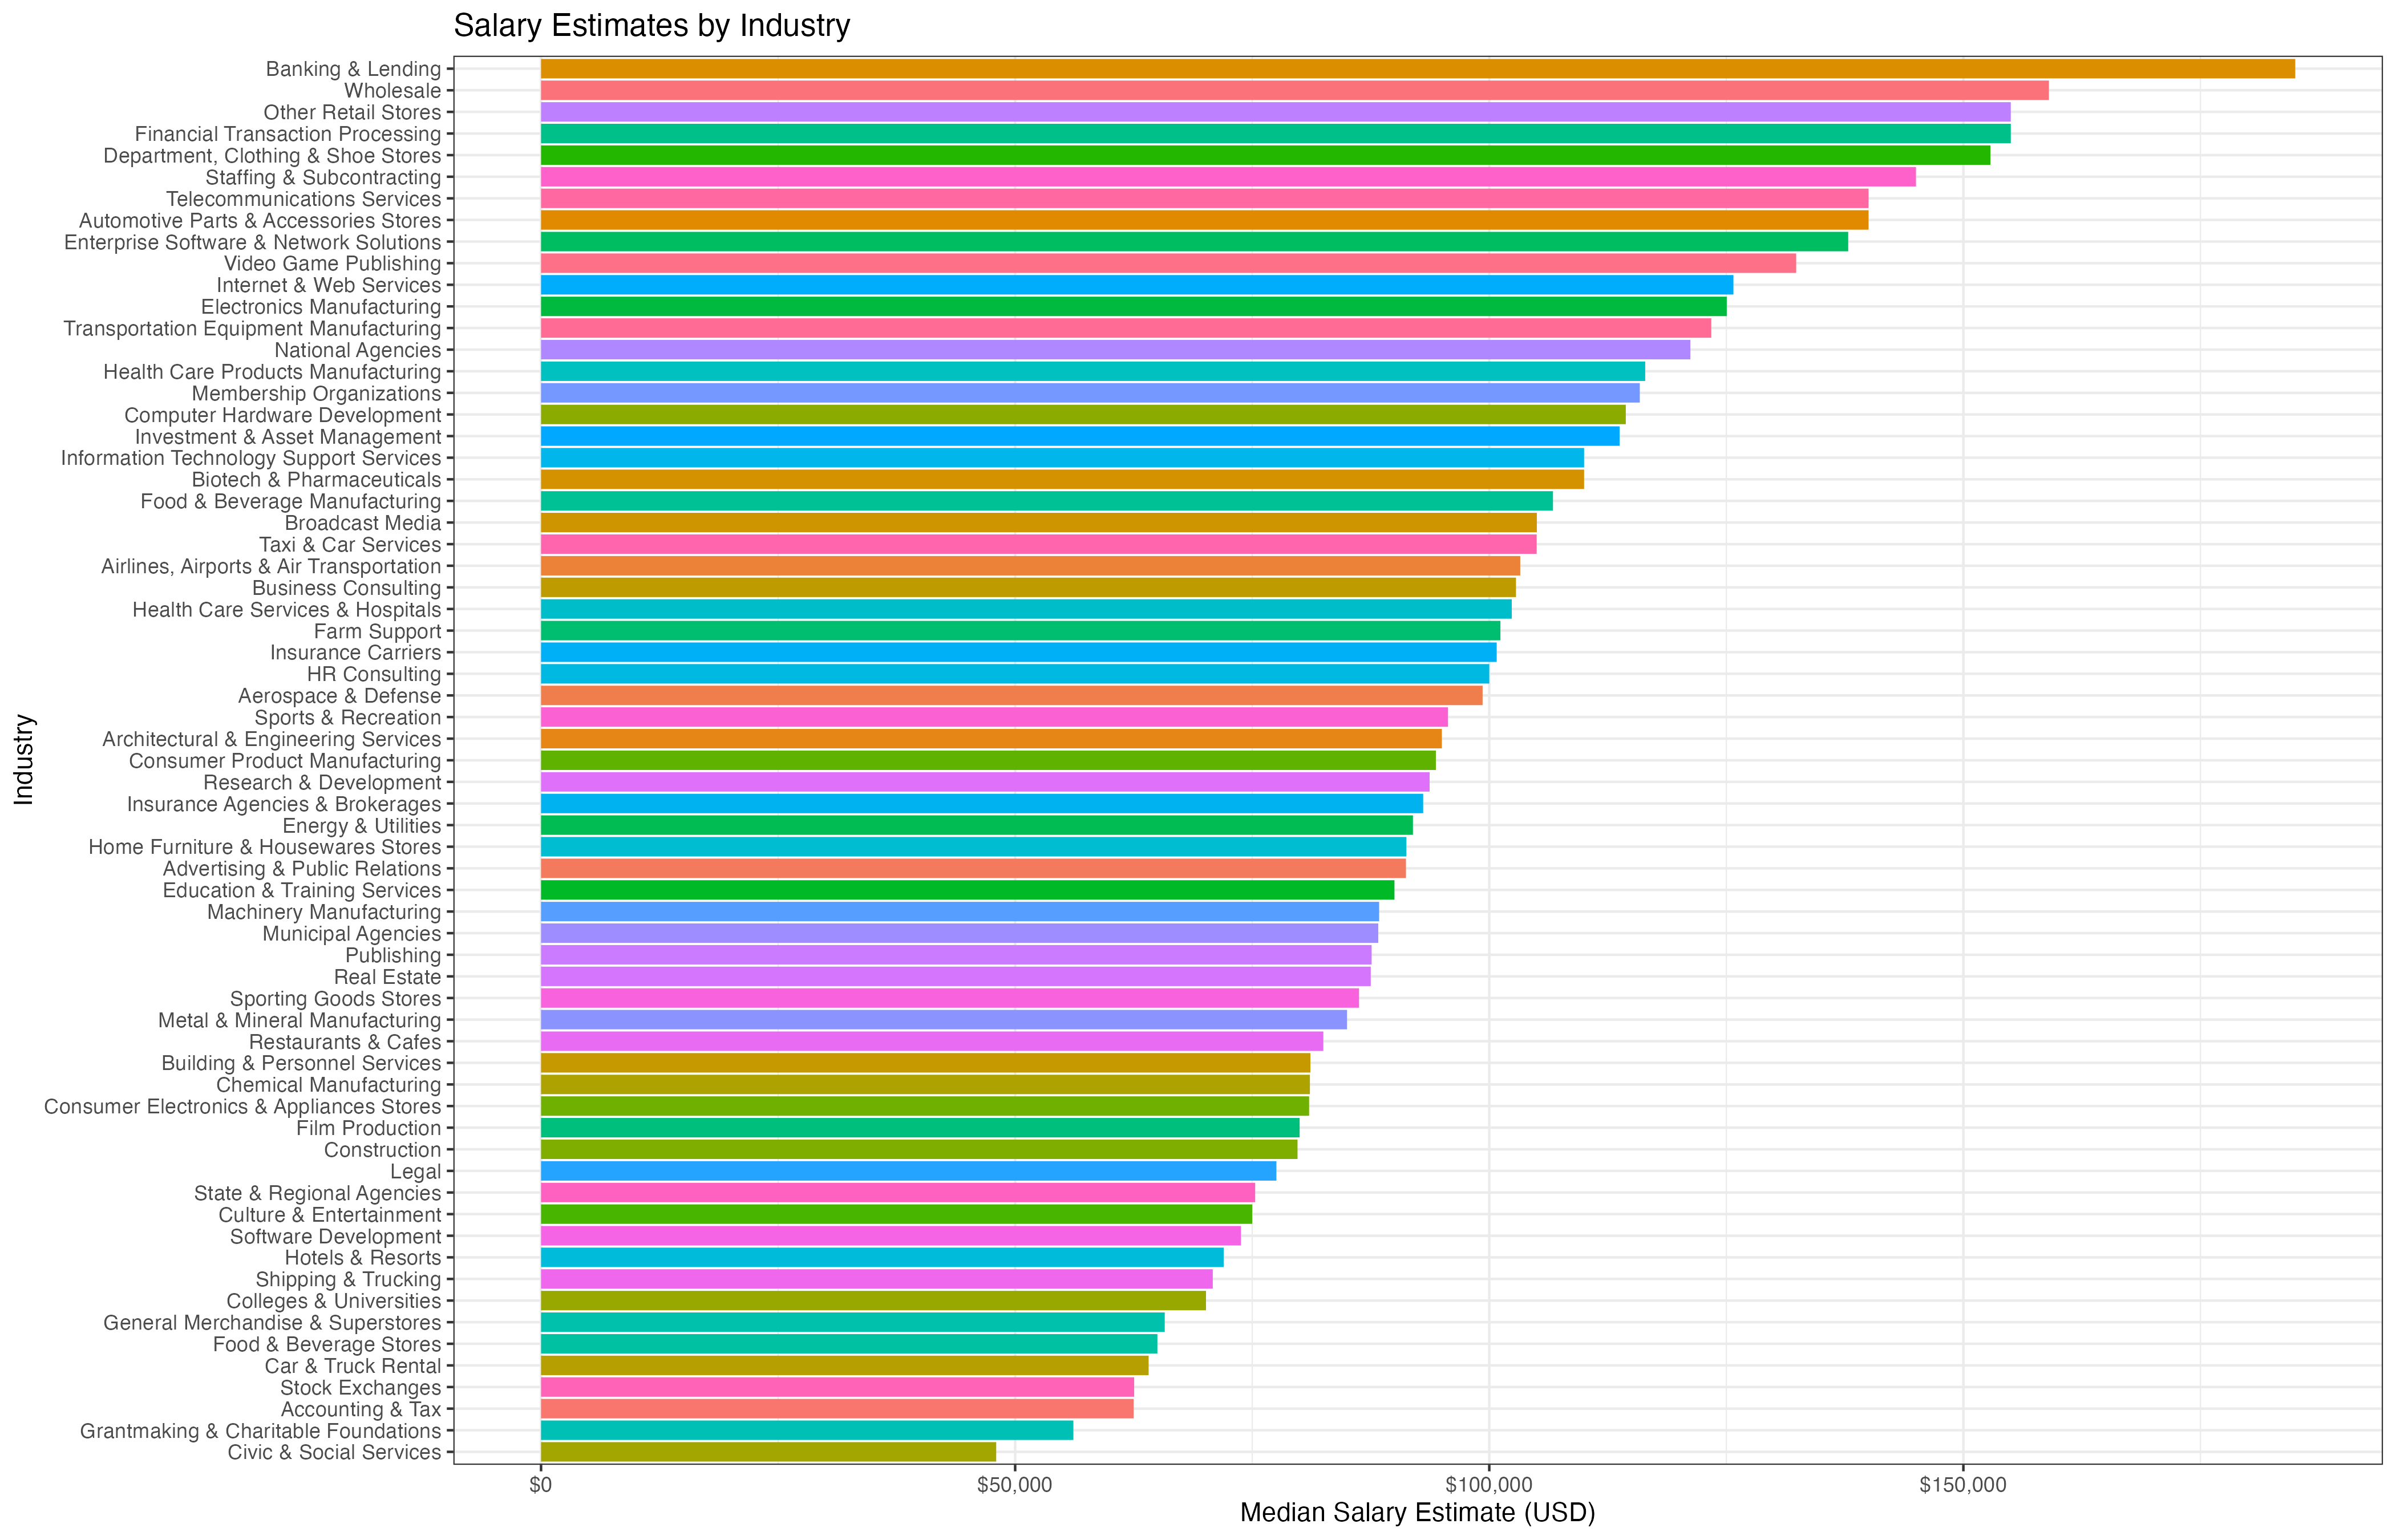 Salary Estimates by Industry
Banking & Lending
Wholesale
Other Retail Stores
Financial Transaction Processing
Department, Clothing & Shoe Stores
Staffing & Subcontracting
Telecommunications Services
Automotive Parts & Accessories Stores
Enterprise Software & Network Solutions
Video Game Publishing
Internet & Web Services
Electronics Manufacturing
Transportation Equipment Manufacturing
National Agencies
Health Care Products Manufacturing
Membership Organizations
Computer Hardware Development
Investment & Asset Management
Information Technology Support Services
Biotech & Pharmaceuticals
Food & Beverage Manufacturing
Broadcast Media
Taxi & Car Services
Airlines, Airports & Air Transportation
Business Consulting
Health Care Services & Hospitals
Farm Support
Insurance Carriers
HR Consulting
Aerospace & Defense
Sports & Recreation
Architectural & Engineering Services
Consumer Product Manufacturing
Research & Development
Insurance Agencies & Brokerages
Energy & Utilities
Home Furniture & Housewares Stores
Advertising & Public Relations
Education & Training Services
Machinery Manufacturing
Municipal Agencies
Publishing
Real Estate
Sporting Goods Stores
Metal & Mineral Manufacturing
Restaurants & Cafes
Building & Personnel Services
Chemical Manufacturing
Consumer Electronics & Appliances Stores
Film Production
Construction
Legal
State & Regional Agencies
Culture & Entertainment
Software Development
Hotels & Resorts
Shipping & Trucking
Colleges & Universities
General Merchandise & Superstores
Food & Beverage Stores
Car & Truck Rental
Stock Exchanges
Accounting & Tax
Grantmaking & Charitable Foundations
Civic & Social Services
Industry
$0 $50,000 $100,000 $150,000
Median Salary Estimate (USD)